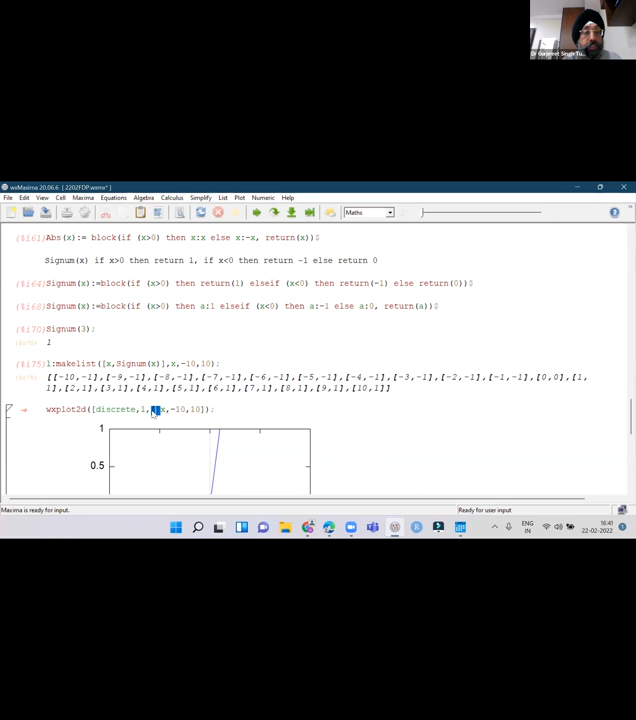 Dr Gurpreet Singh Tu...
wxMaxima 20.06.6 [ 2202FDP.wxmx* ]
File Edit View Cell Maxima Equations Algebra Calculus Simplify List Plot Numeric Help
Maths
(%i61) Abs(x):= block(if (x>0) then x:x else x:-x, return(x))$
Signum(x) if x>0 then return 1, if x<0 then return -1 else return 0
(%i64) Signum(x):=block(if (x>0) then return(1) elseif (x<0) then return(-1) else return(0))$
(%i68) Signum(x):=block(if (x>0) then a:1 elseif (x<0) then a:-1 else a:0, return(a))$
(%i70) Signum(3);
1
(%i75) l:makelist([x,Signum(x)],x,-10,10);
[[-10,-1],[-9,-1],[-8,-1],[-7,-1],[-6,-1],[-5,-1],[-4,-1],[-3,-1],[-2,-1],[-1,-1],[0,0],[1,
1],[2,1],[3,1],[4,1],[5,1],[6,1],[7,1],[8,1],[9,1],[10,1]]
wxplot2d([discrete,l,[x,-10,10]);
1
0.5
Maxima is ready for input.
Ready for user input
ENG
IN
16:41
22-02-2022